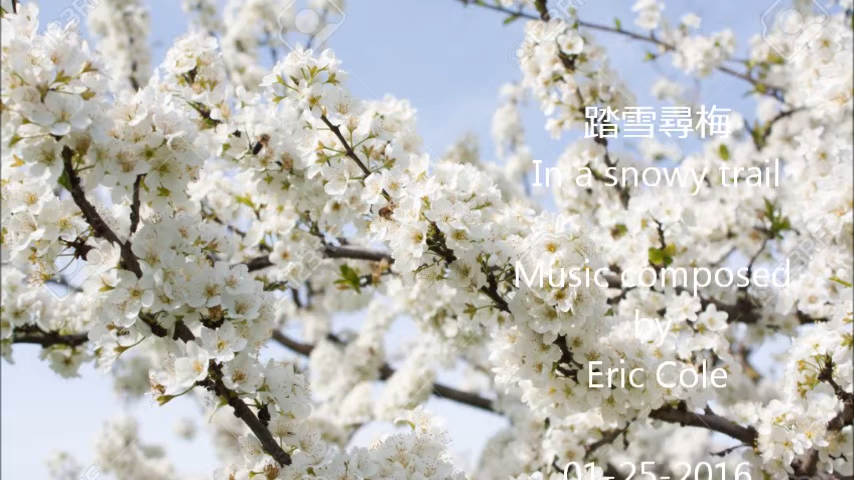 踏雪尋梅
In a snowy trail
Music composed
by
Eric Cole
01-25-2016